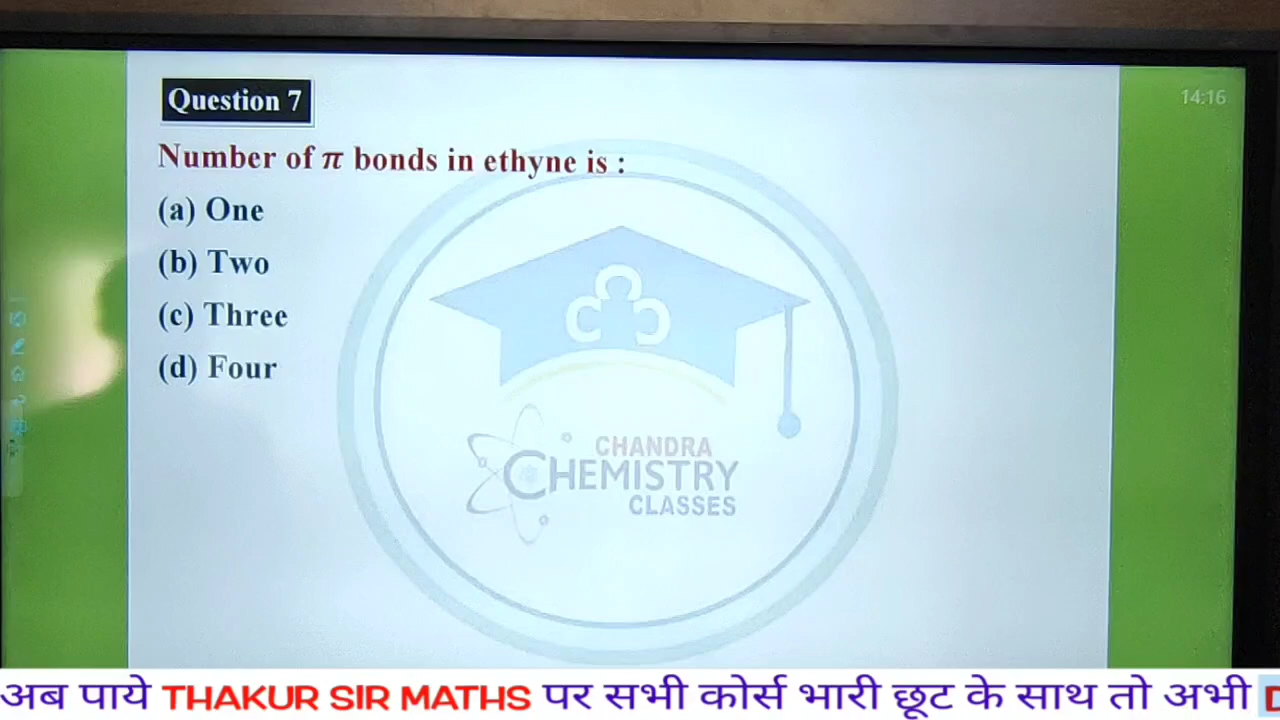 Question 7
14:16
Number of π bonds in ethyne is :
(a) One
(b) Two
(c) Three
(d) Four
CHANDRA
CHEMISTRY
CLASSES
अब पाये THAKUR SIR MATHS पर सभी कोर्स भारी छूट के साथ तो अभी